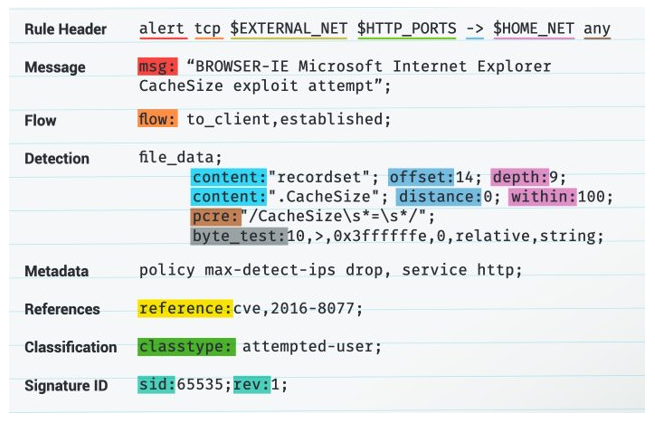 Rule Header alert tcp $EXTERNAL_NET $HTTP_PORTS -> $HOME_NET any
Message msg: “BROWSER-IE Microsoft Internet Explorer
CacheSize exploit attempt”;
Flow flow: to_client,established;
Detection file_data;
content:"recordset"; offset:14; depth:9;
content:".CacheSize"; distance:0; within:100;
pcre:"/CacheSize\s*=\s*/";
byte_test:10,>,0x3ffffffe,0,relative,string;
Metadata policy max-detect-ips drop, service http;
References reference:cve,2016-8077;
Classification classtype: attempted-user;
Signature ID sid:65535;rev:1;